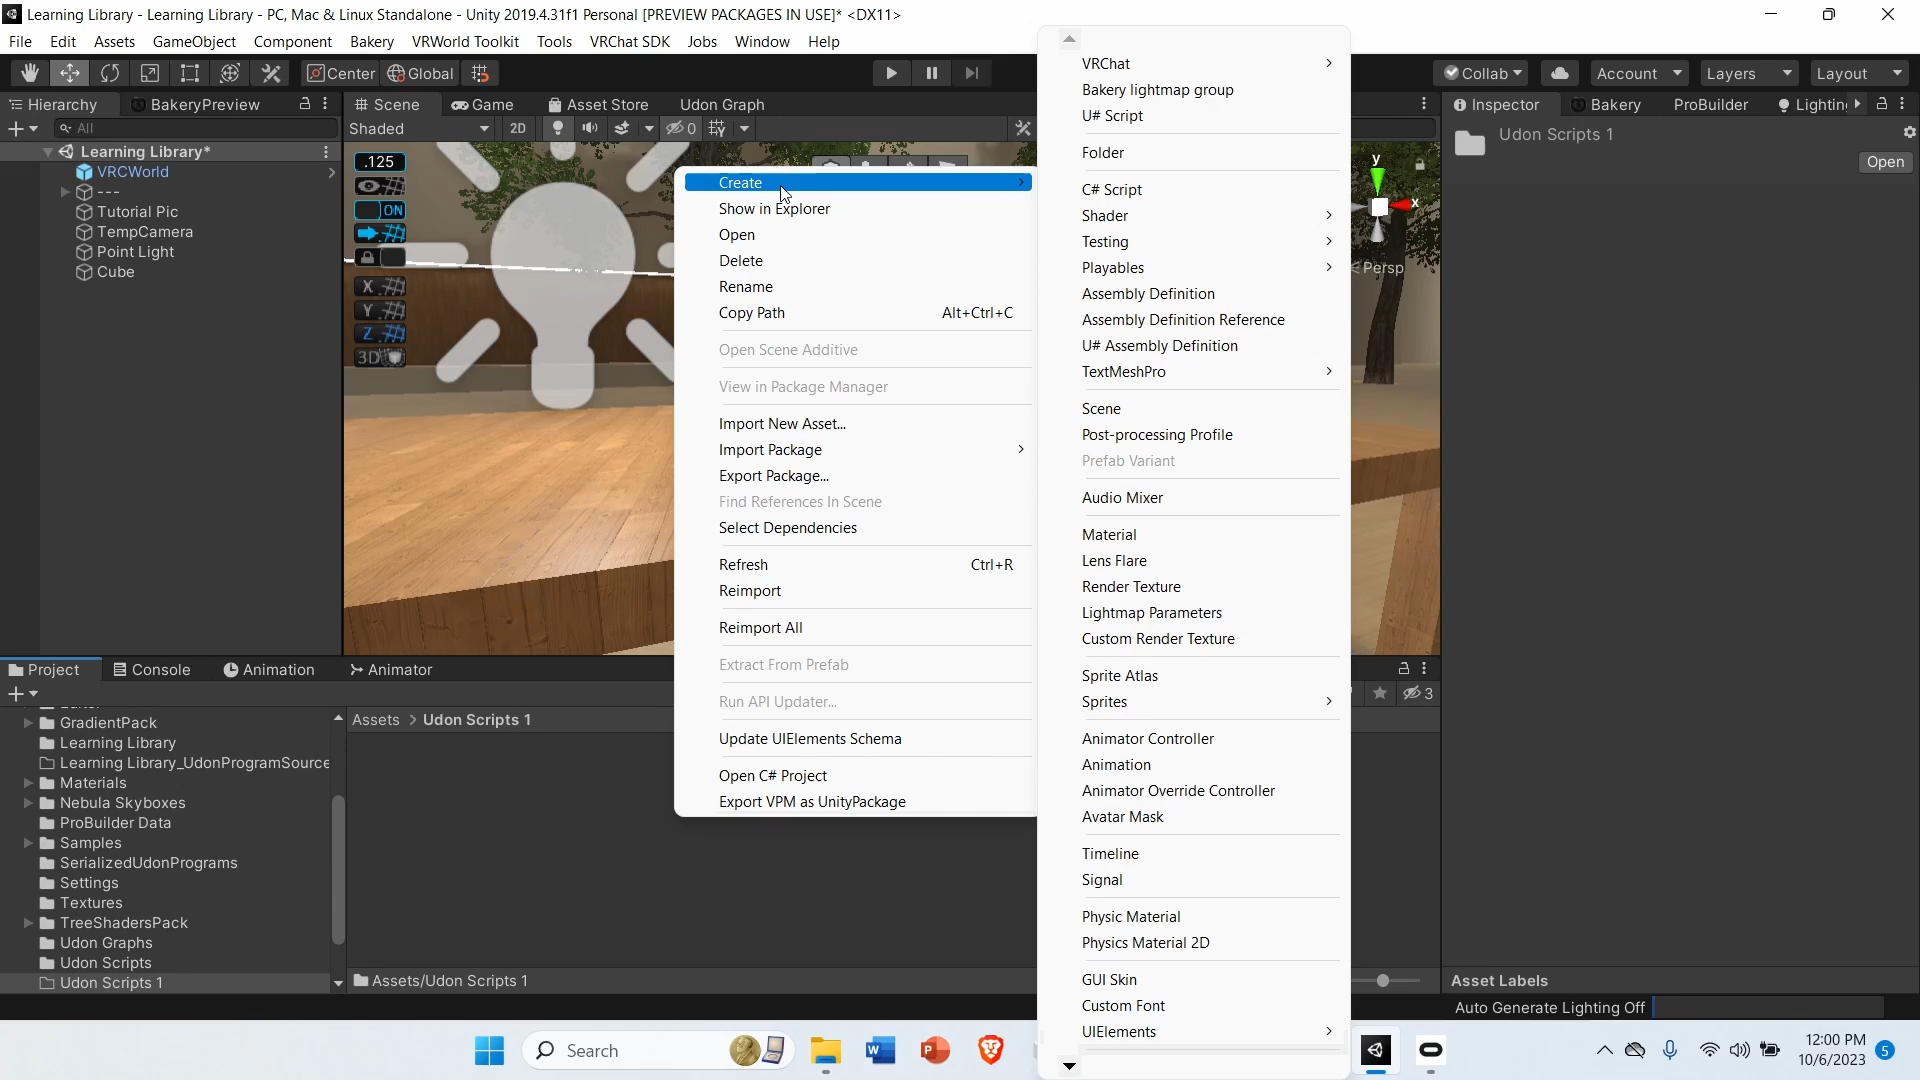 Learning Library - Learning Library - PC, Mac & Linux Standalone - Unity 2019.4.31f1 Personal [PREVIEW PACKAGES IN USE]* <DX11>
File Edit Assets GameObject Component Bakery VRWorld Toolkit Tools VRChat SDK Jobs Window Help
Center Global Collab Account Layers Layout
Hierarchy BakeryPreview Scene Game Asset Store Udon Graph Inspector Bakery ProBuilder Lighting
All Shaded 2D 0
Learning Library*
VRCWorld
---
Tutorial Pic
TempCamera
Point Light
Cube
.125
ON
X
Y
Z
3D
Create
Show in Explorer
Open
Delete
Rename
Copy Path Alt+Ctrl+C
Open Scene Additive
View in Package Manager
Import New Asset...
Import Package
Export Package...
Find References In Scene
Select Dependencies
Refresh Ctrl+R
Reimport
Reimport All
Extract From Prefab
Run API Updater...
Update UIElements Schema
Open C# Project
Export VPM as UnityPackage
VRChat
Bakery lightmap group
U# Script
Folder
C# Script
Shader
Testing
Playables
Assembly Definition
Assembly Definition Reference
U# Assembly Definition
TextMeshPro
Scene
Post-processing Profile
Prefab Variant
Audio Mixer
Material
Lens Flare
Render Texture
Lightmap Parameters
Custom Render Texture
Sprite Atlas
Sprites
Animator Controller
Animation
Animator Override Controller
Avatar Mask
Timeline
Signal
Physic Material
Physics Material 2D
GUI Skin
Custom Font
UIElements
y
x
Persp
Udon Scripts 1
Open
Project Console Animation Animator
3
GradientPack
Learning Library
Learning Library_UdonProgramSource
Materials
Nebula Skyboxes
ProBuilder Data
Samples
SerializedUdonPrograms
Settings
Textures
TreeShadersPack
Udon Graphs
Udon Scripts
Udon Scripts 1
Assets > Udon Scripts 1
Assets/Udon Scripts 1
Asset Labels
Auto Generate Lighting Off
Search
12:00 PM
10/6/2023
5